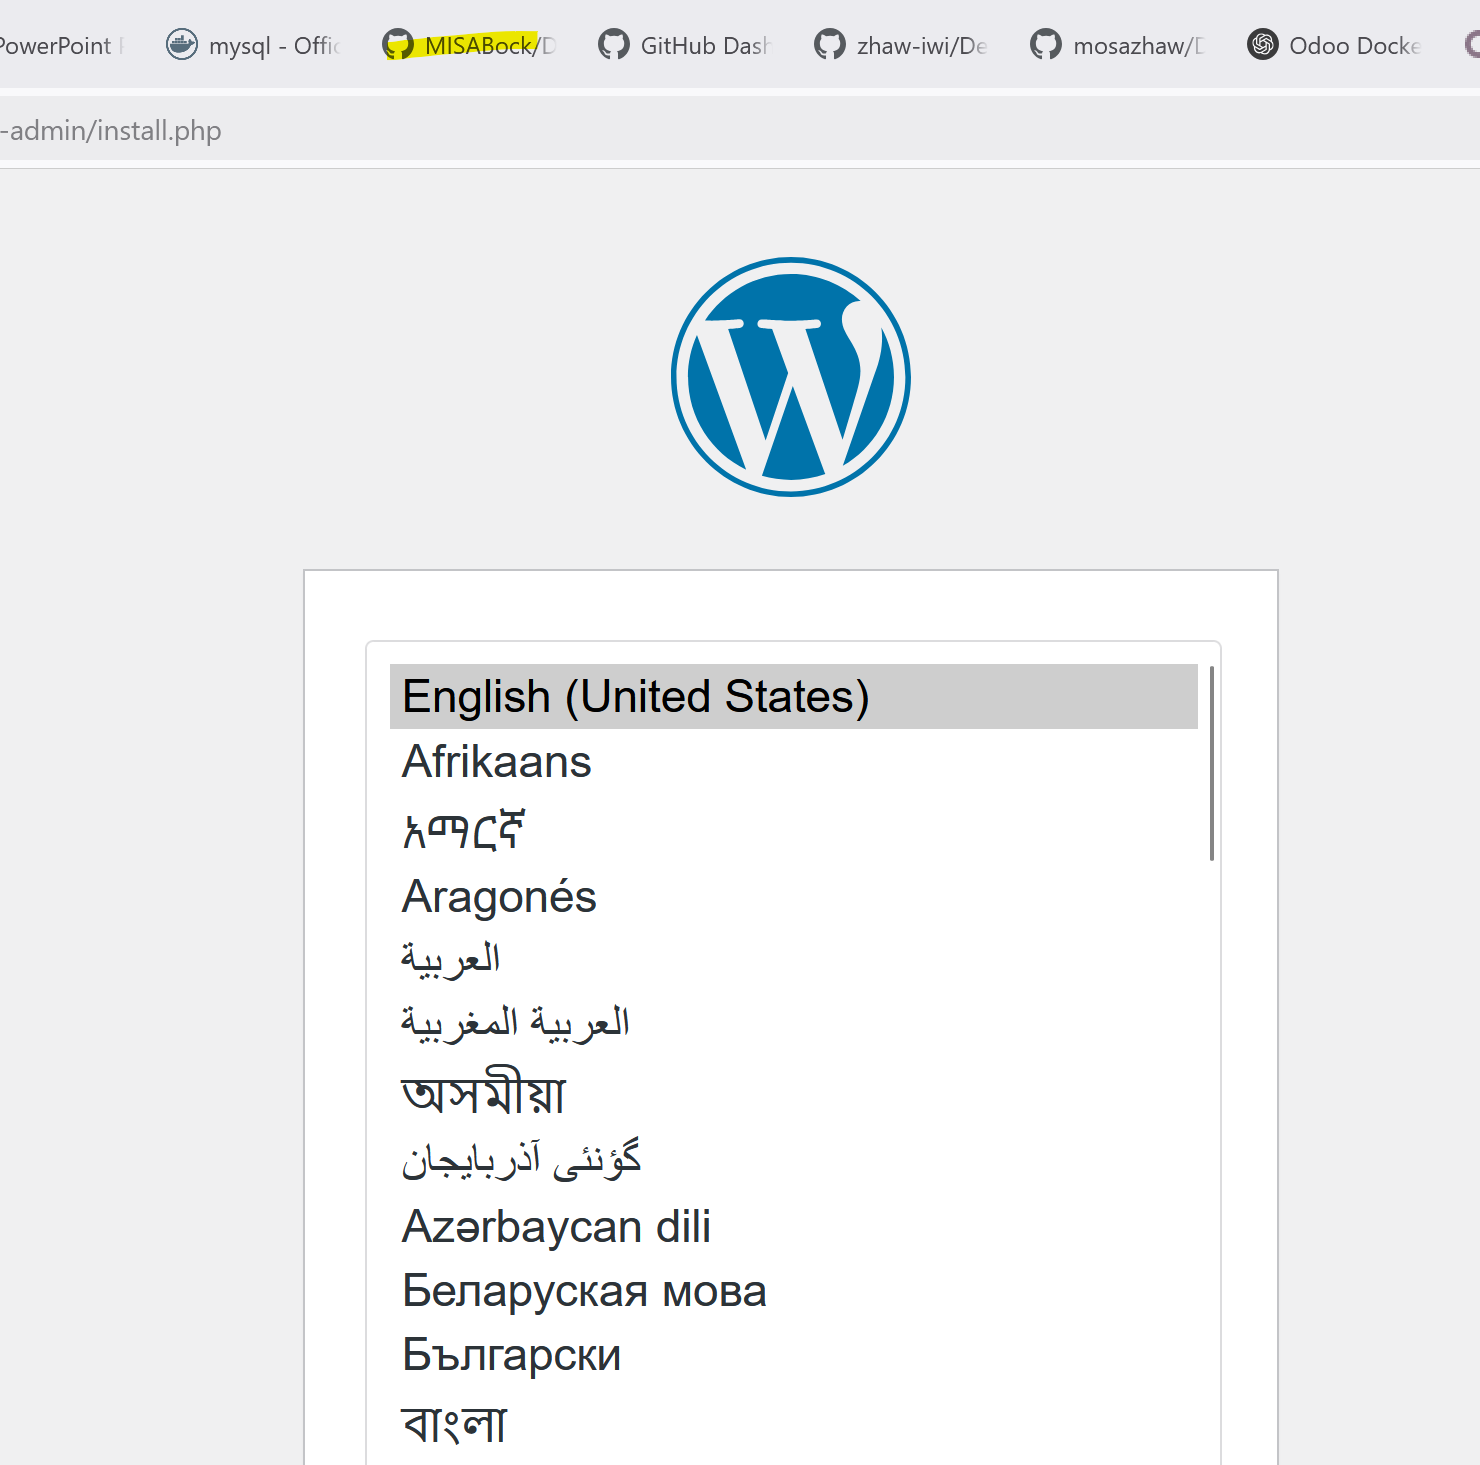 PowerPoint
mysql - Offic
MISABock/D
GitHub Dash
zhaw-iwi/De
mosazhaw/D
Odoo Docke
-admin/install.php
English (United States)
Afrikaans
አማርኛ
Aragonés
العربية
العربية المغربية
অসমীয়া
گؤنئی آذربایجان
Azərbaycan dili
Беларуская мова
Български
বাংলা